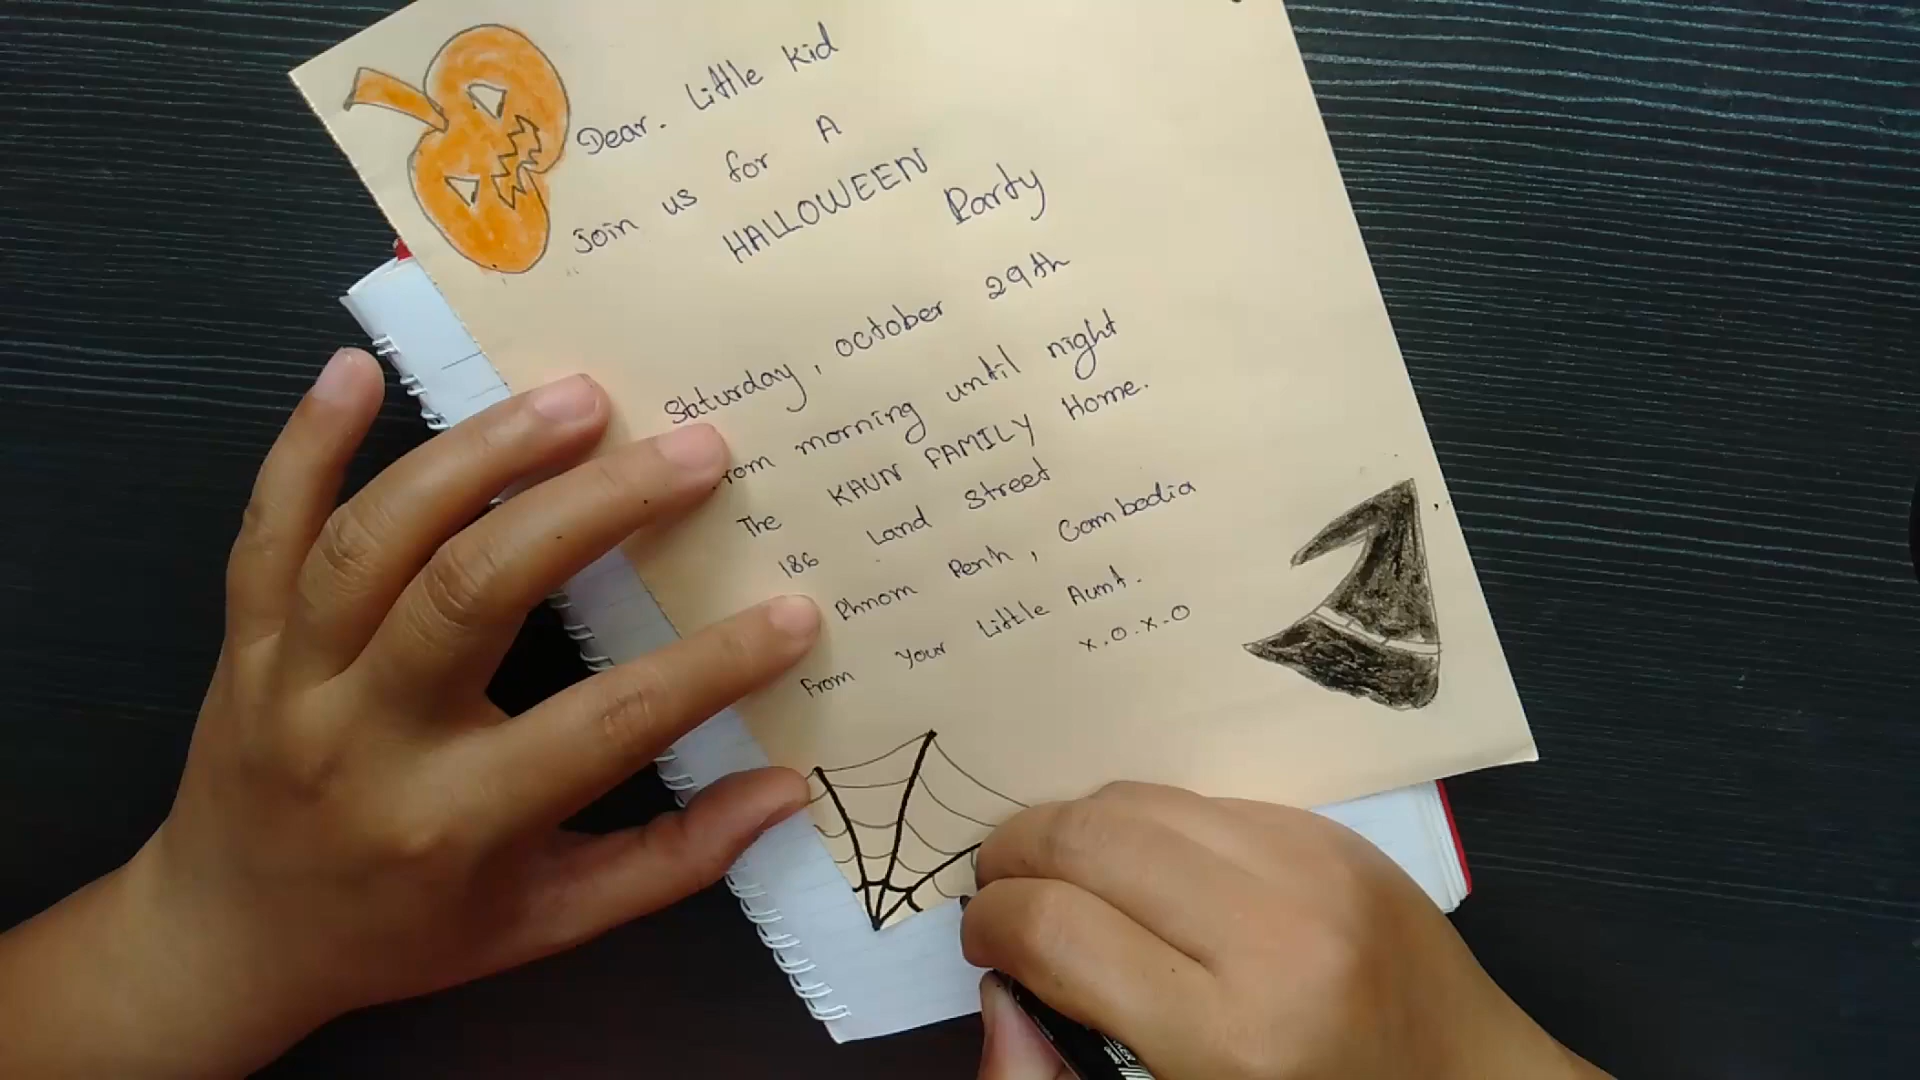 Dear. Little kid
Join us for A
HALLOWEEN Party
Saturday, october 29th
rom morning until night
The KAUN FAMILY Home.
186 Land Street
Phnom Penh, Cambodia
From Your Little Aunt.
x.o.x.o